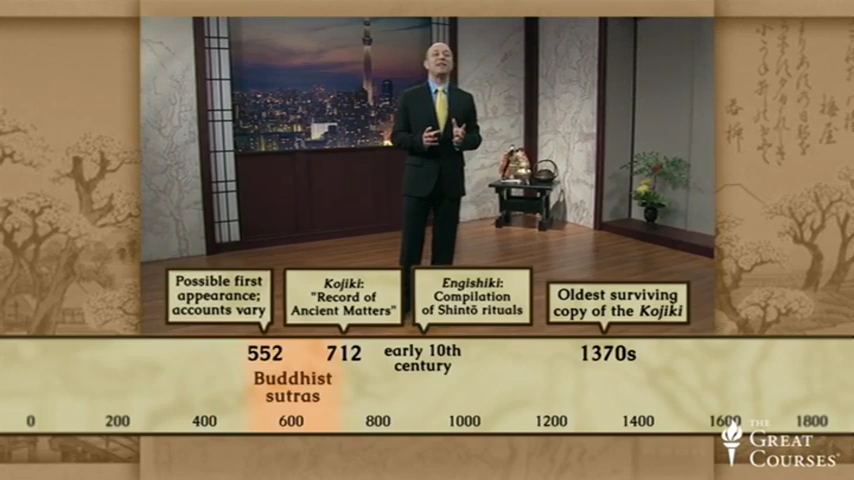 Possible first
appearance;
accounts vary
Kojiki:
"Record of
Ancient Matters"
Engishiki:
Compilation
of Shintō rituals
Oldest surviving
copy of the Kojiki
552
712
early 10th
century
1370s
Buddhist
sutras
0 200 400 600 800 1000 1200 1400 1600 1800
THE
GREAT
COURSES®